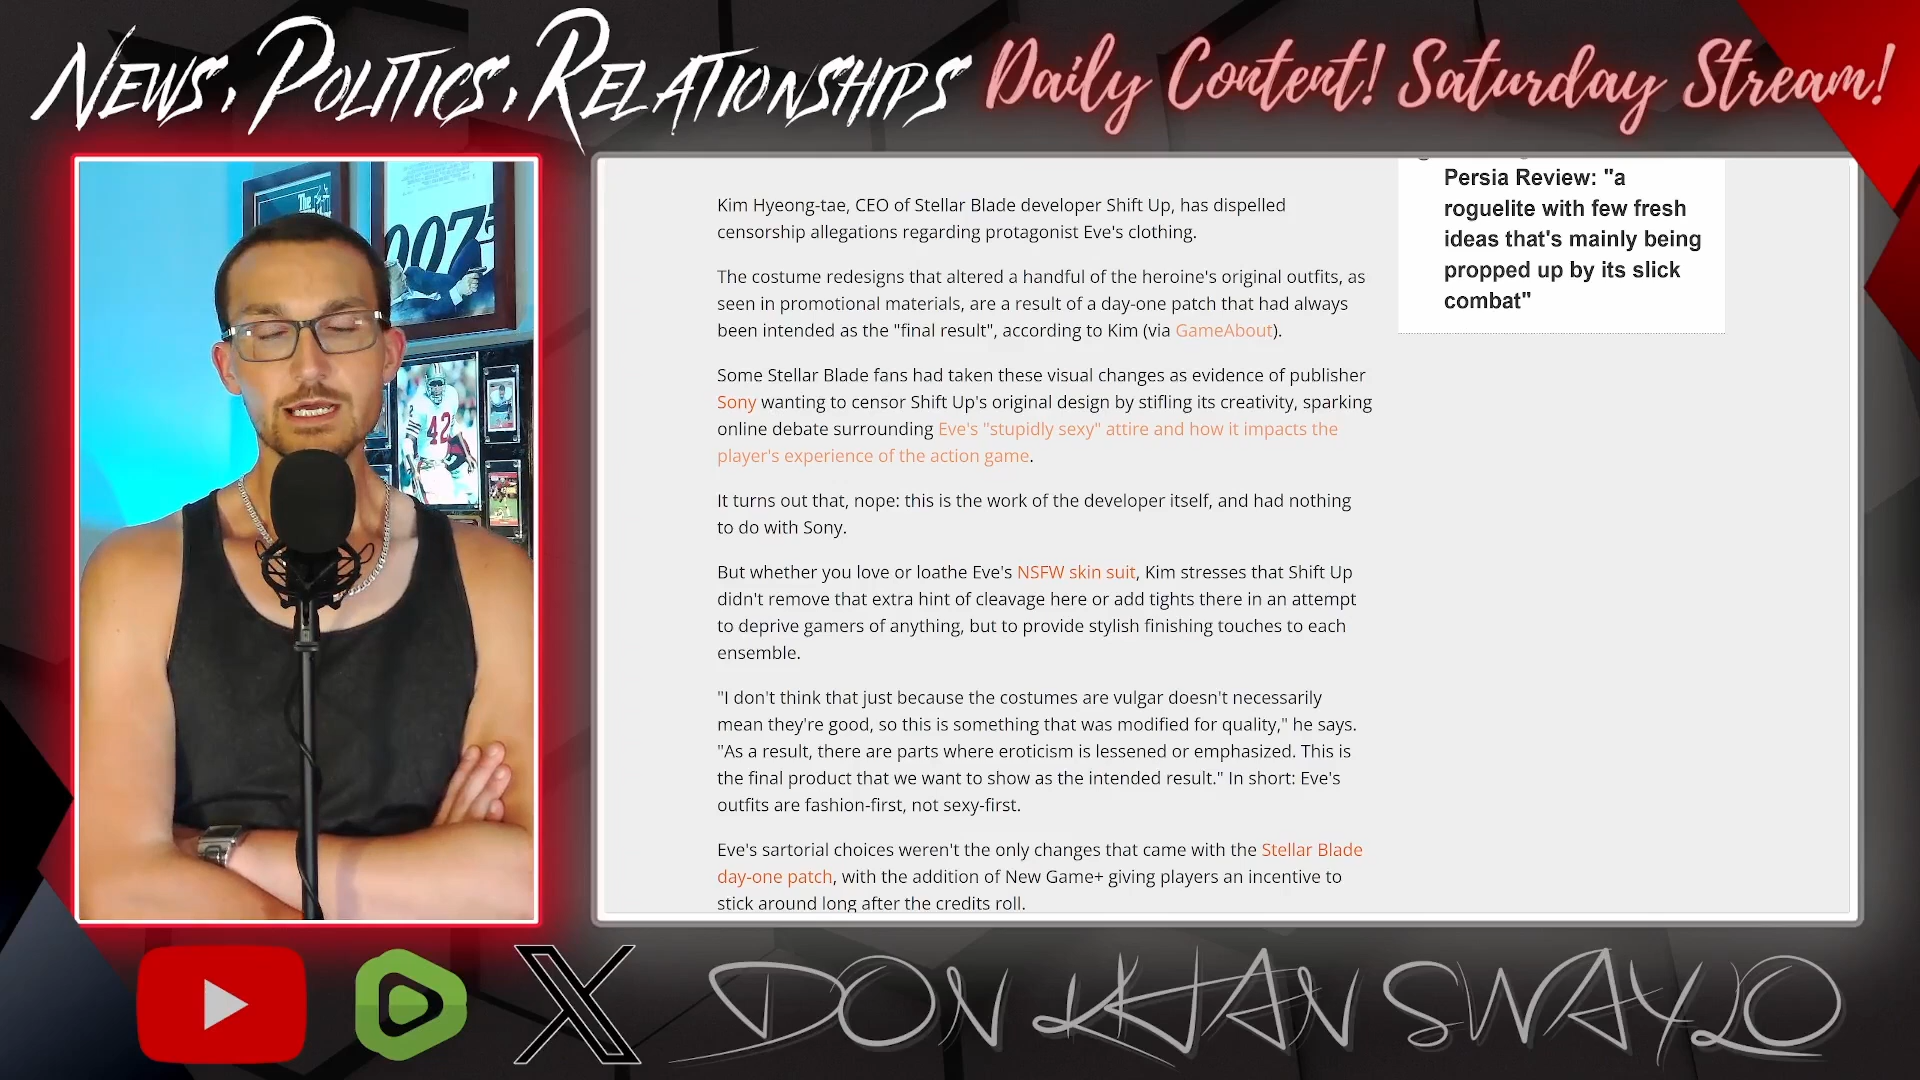 News, Politics, Relationships Daily Content! Saturday Stream!
The
007
42
Kim Hyeong-tae, CEO of Stellar Blade developer Shift Up, has dispelled
censorship allegations regarding protagonist Eve's clothing.
The costume redesigns that altered a handful of the heroine's original outfits, as
seen in promotional materials, are a result of a day-one patch that had always
been intended as the "final result", according to Kim (via GameAbout).
Some Stellar Blade fans had taken these visual changes as evidence of publisher
Sony wanting to censor Shift Up's original design by stifling its creativity, sparking
online debate surrounding Eve's "stupidly sexy" attire and how it impacts the
player's experience of the action game.
It turns out that, nope: this is the work of the developer itself, and had nothing
to do with Sony.
But whether you love or loathe Eve's NSFW skin suit, Kim stresses that Shift Up
didn't remove that extra hint of cleavage here or add tights there in an attempt
to deprive gamers of anything, but to provide stylish finishing touches to each
ensemble.
"I don't think that just because the costumes are vulgar doesn't necessarily
mean they're good, so this is something that was modified for quality," he says.
"As a result, there are parts where eroticism is lessened or emphasized. This is
the final product that we want to show as the intended result." In short: Eve's
outfits are fashion-first, not sexy-first.
Eve's sartorial choices weren't the only changes that came with the Stellar Blade
day-one patch, with the addition of New Game+ giving players an incentive to
stick around long after the credits roll.
Persia Review: "a
roguelite with few fresh
ideas that's mainly being
propped up by its slick
combat"
X DON KHAN SWAYLO